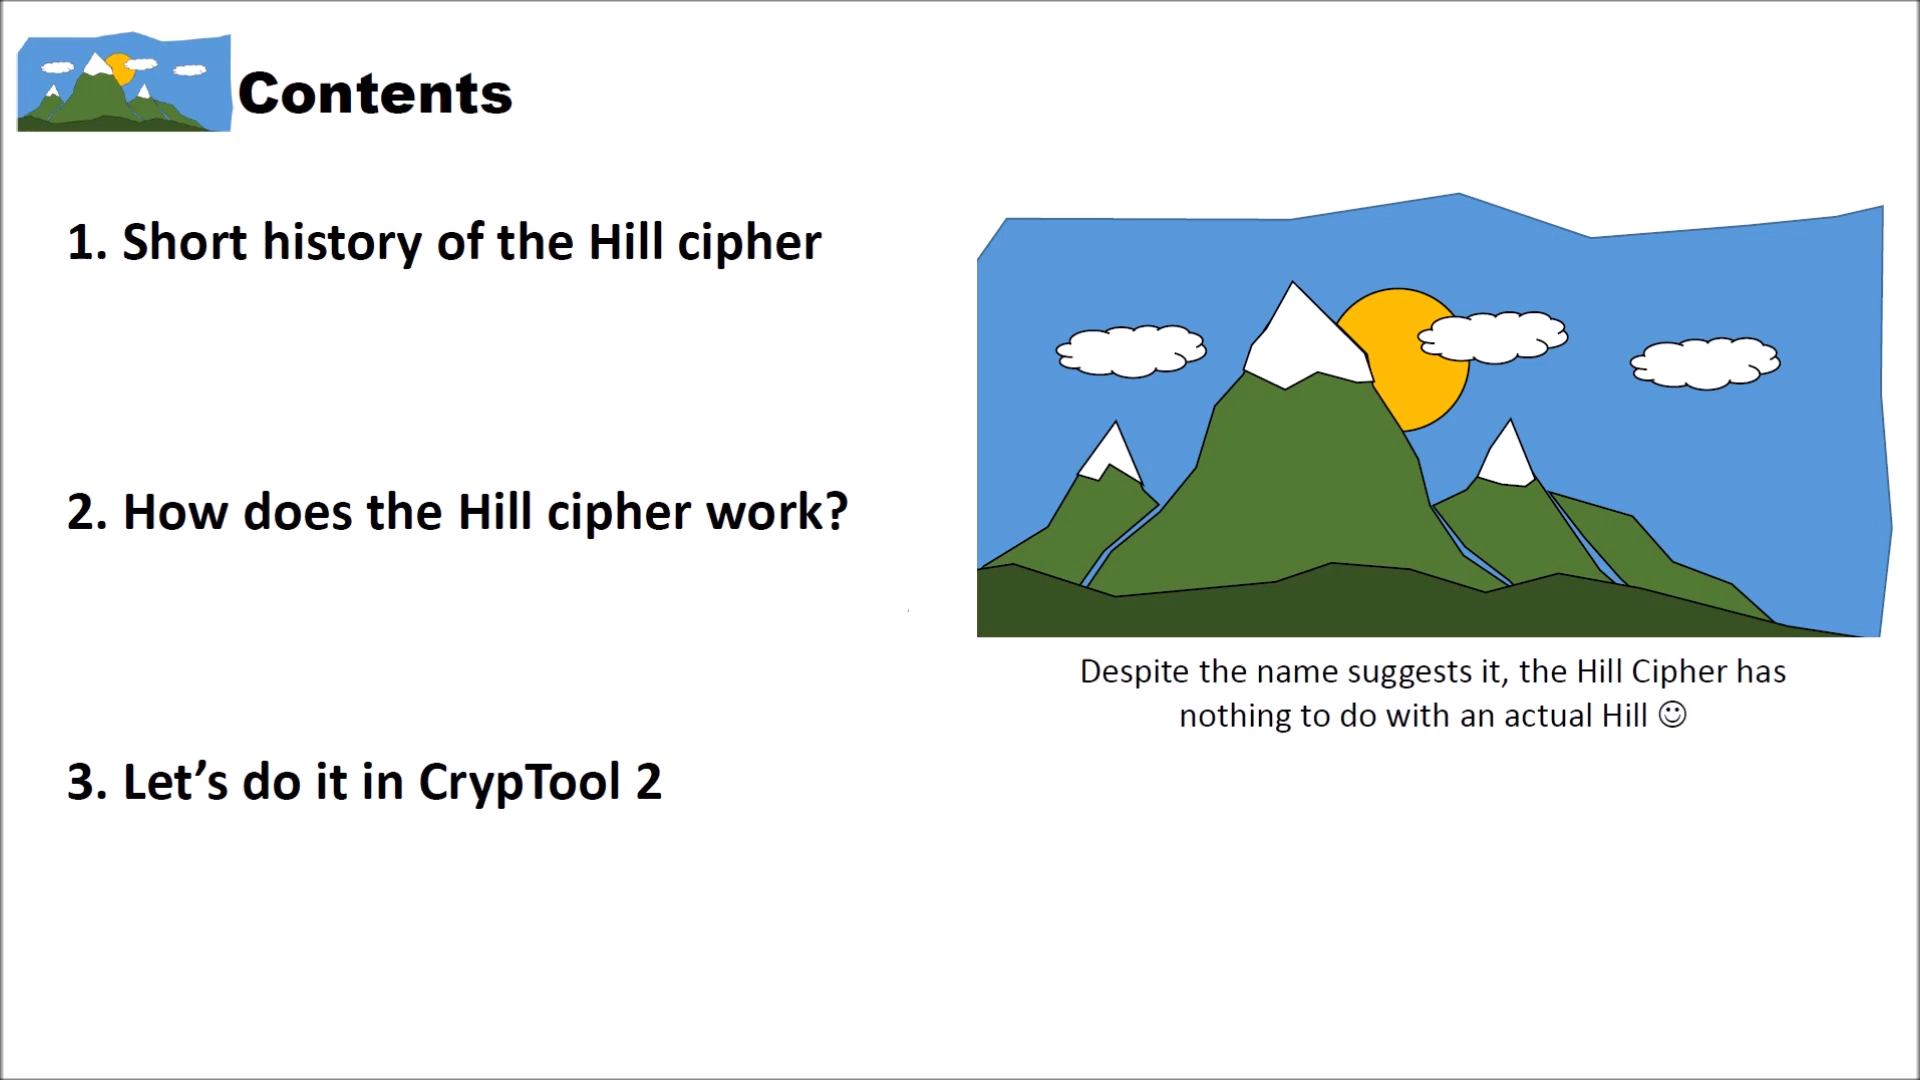 Contents
1. Short history of the Hill cipher
2. How does the Hill cipher work?
3. Let’s do it in CrypTool 2
Despite the name suggests it, the Hill Cipher has
nothing to do with an actual Hill ☺